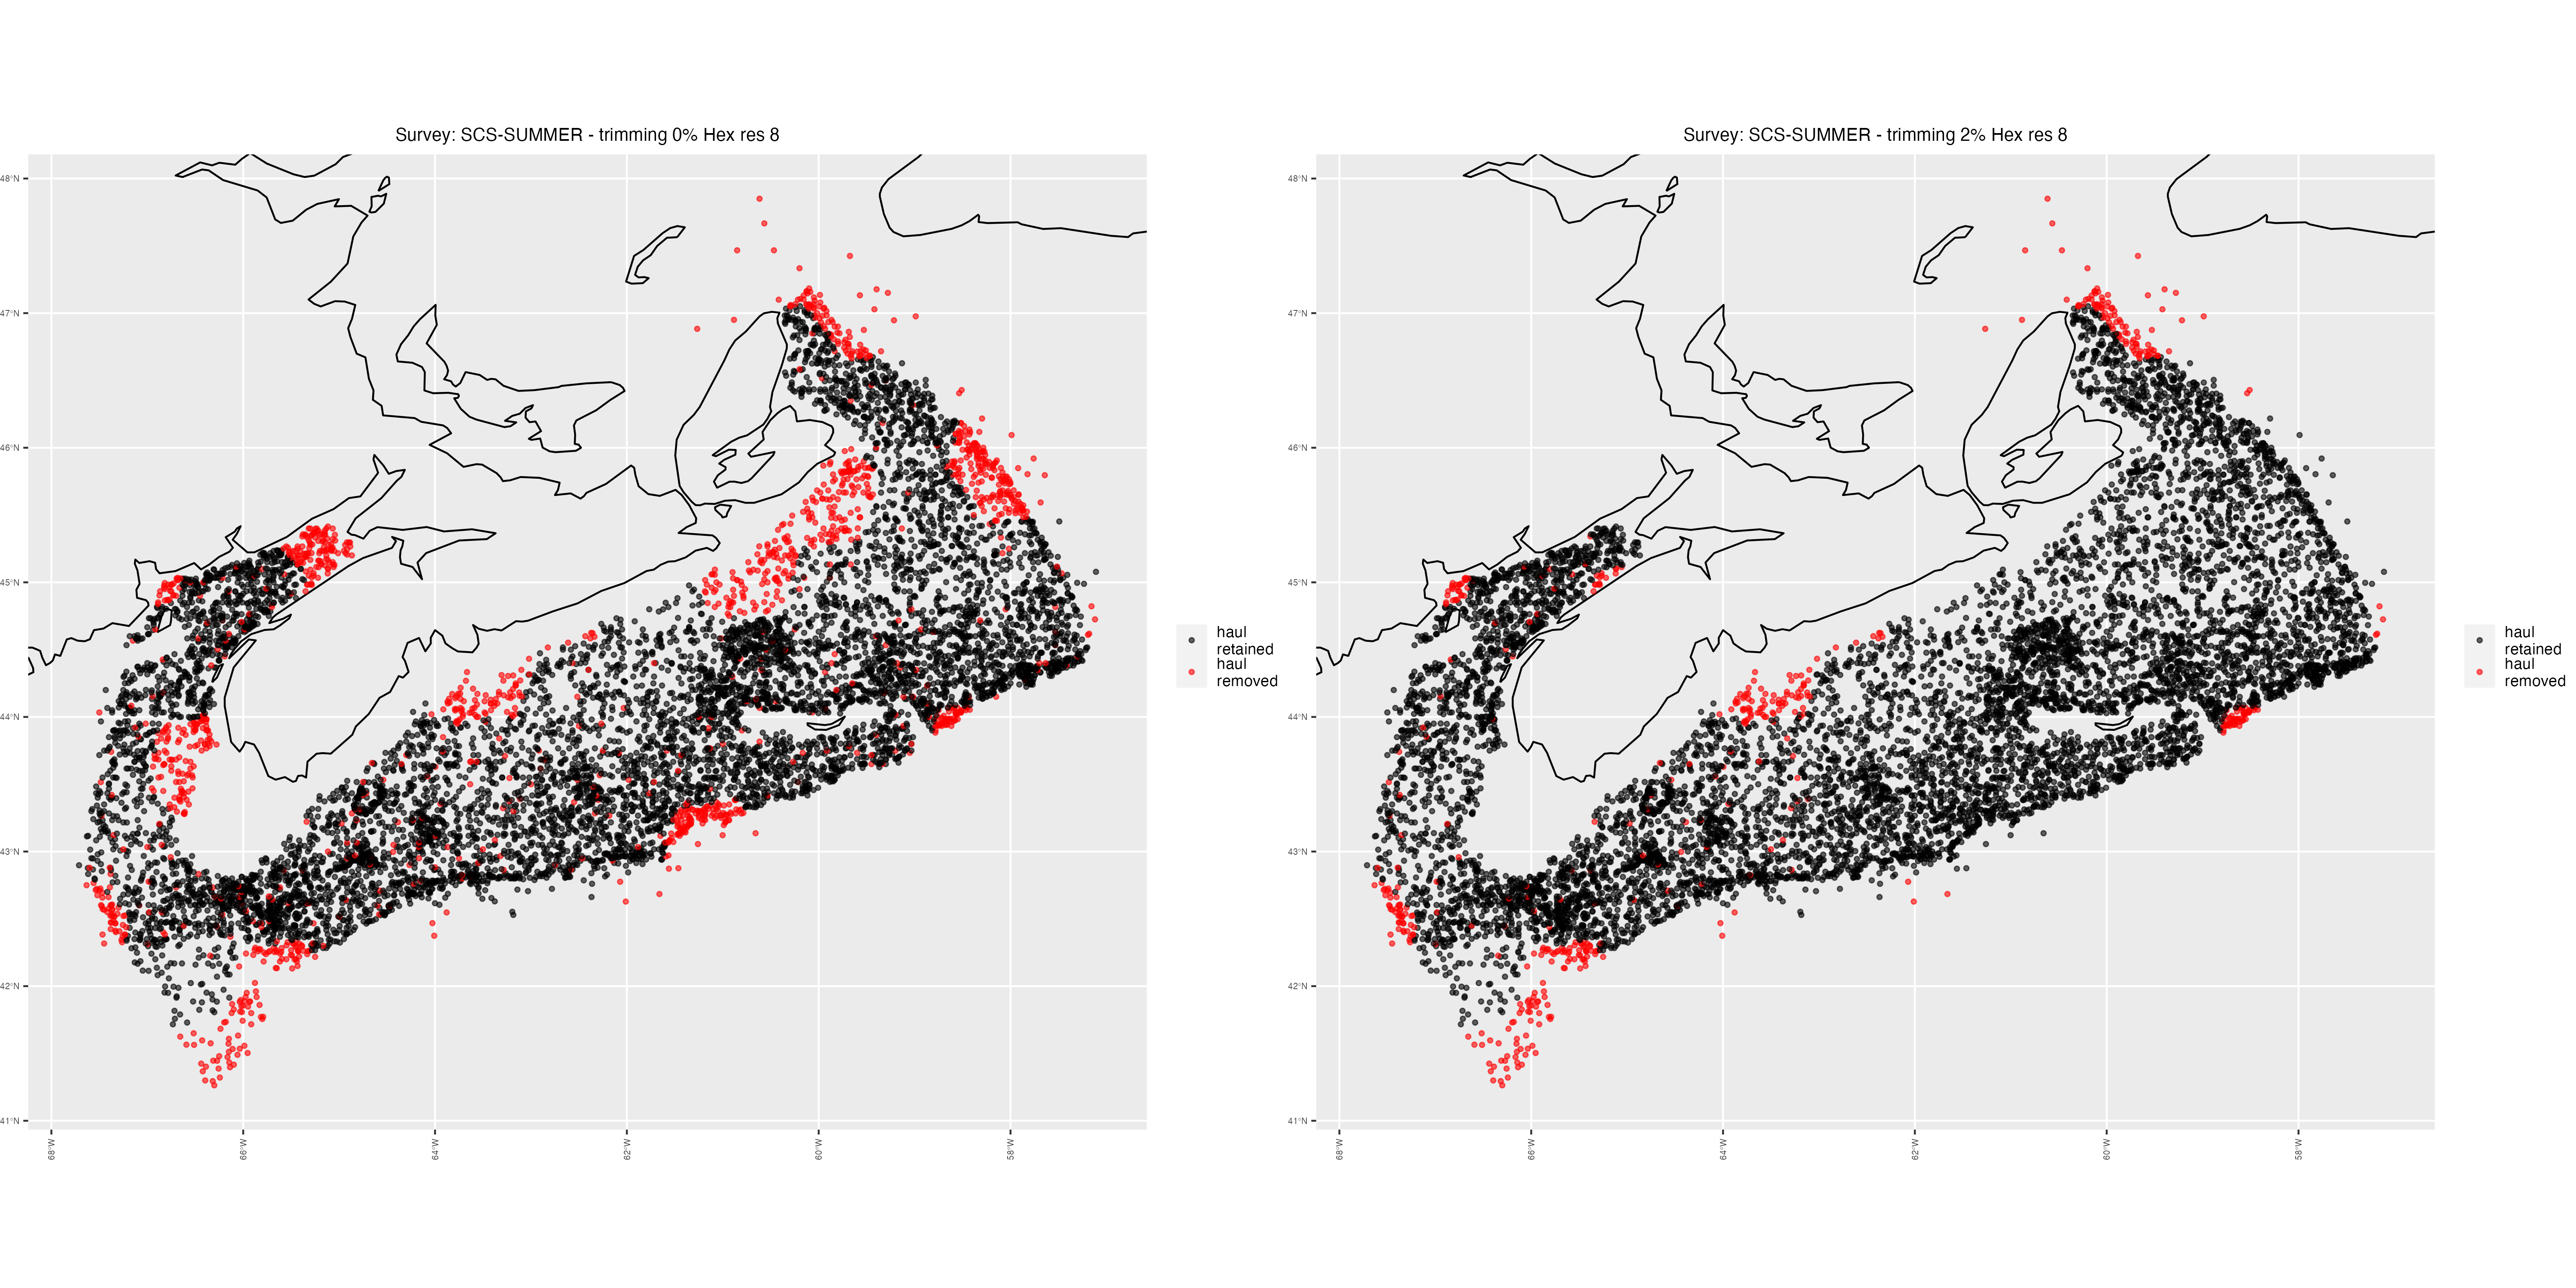 Survey: SCS-SUMMER - trimming 0% Hex res 8
48°N
47°N
46°N
45°N
44°N
43°N
42°N
41°N
68°W
66°W
64°W
62°W
60°W
58°W
haul
retained
haul
removed
Survey: SCS-SUMMER - trimming 2% Hex res 8
48°N
47°N
46°N
45°N
44°N
43°N
42°N
41°N
68°W
66°W
64°W
62°W
60°W
58°W
haul
retained
haul
removed